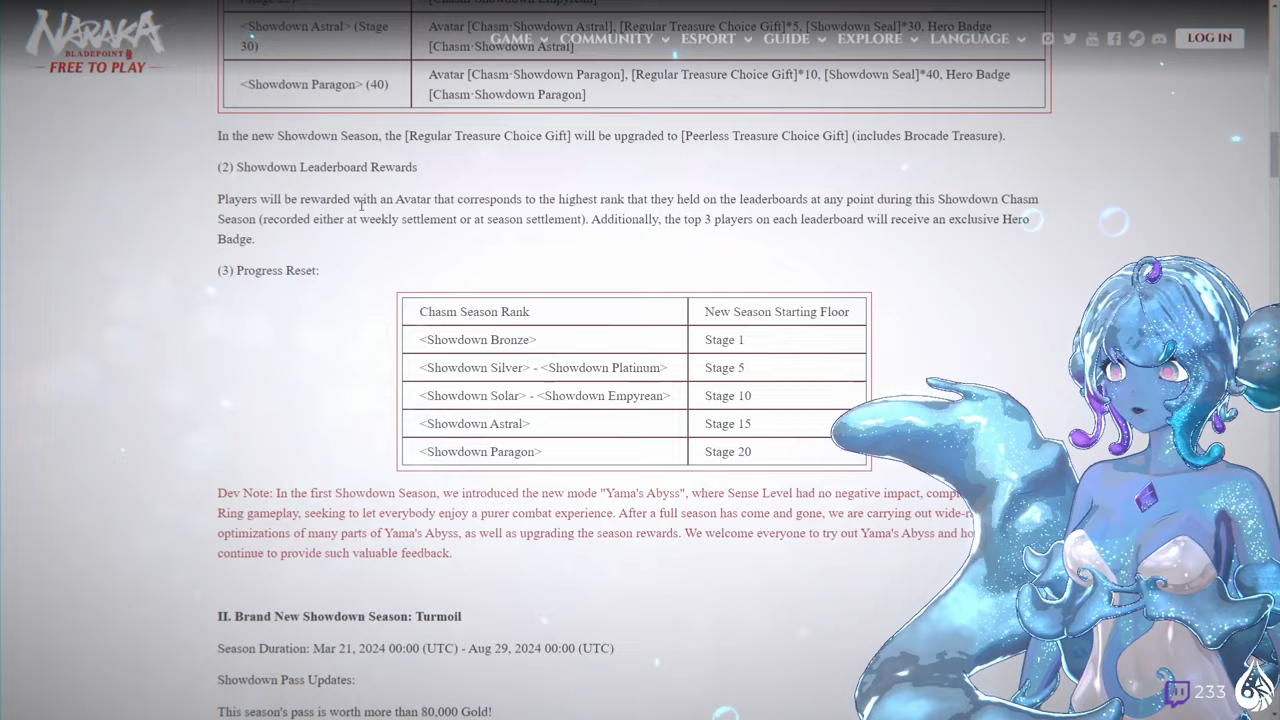 NARAKA
BLADEPOINT
FREE TO PLAY
GAME
COMMUNITY
ESPORT
GUIDE
EXPLORE
LANGUAGE
LOG IN
<Showdown Astral> (Stage
30)
Avatar [Chasm·Showdown Astral], [Regular Treasure Choice Gift]*5, [Showdown Seal]*30, Hero Badge
[Chasm·Showdown Astral]
<Showdown Paragon> (40)
Avatar [Chasm·Showdown Paragon], [Regular Treasure Choice Gift]*10, [Showdown Seal]*40, Hero Badge
[Chasm·Showdown Paragon]
In the new Showdown Season, the [Regular Treasure Choice Gift] will be upgraded to [Peerless Treasure Choice Gift] (includes Brocade Treasure).
(2) Showdown Leaderboard Rewards
Players will be rewarded with an Avatar that corresponds to the highest rank that they held on the leaderboards at any point during this Showdown Chasm
Season (recorded either at weekly settlement or at season settlement). Additionally, the top 3 players on each leaderboard will receive an exclusive Hero
Badge.
(3) Progress Reset:
Chasm Season Rank New Season Starting Floor
<Showdown Bronze> Stage 1
<Showdown Silver> - <Showdown Platinum> Stage 5
<Showdown Solar> - <Showdown Empyrean> Stage 10
<Showdown Astral> Stage 15
<Showdown Paragon> Stage 20
Dev Note: In the first Showdown Season, we introduced the new mode "Yama's Abyss", where Sense Level had no negative impact,
Ring gameplay, seeking to let everybody enjoy a purer combat experience. After a full season has come and gone, we are carrying out
optimizations of many parts of Yama's Abyss, as well as upgrading the season rewards. We welcome everyone to try out Yama's Abyss and
continue to provide such valuable feedback.
II. Brand New Showdown Season: Turmoil
Season Duration: Mar 21, 2024 00:00 (UTC) - Aug 29, 2024 00:00 (UTC)
Showdown Pass Updates:
This season's pass is worth more than 80,000 Gold!
233